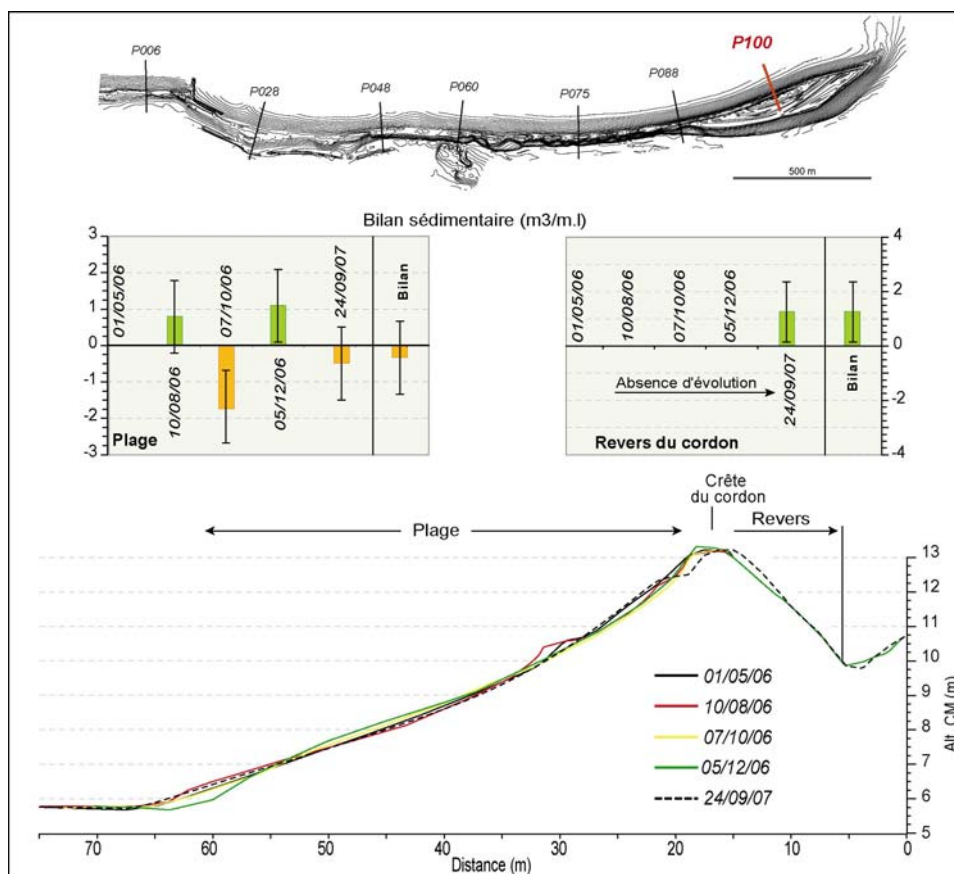 P006
P028
P048
P060
P075
P088
P100
500 m
Bilan sédimentaire (m3/m.l)
3
2
1
0
-1
-2
-3
01/05/06
10/08/06
07/10/06
05/12/06
24/09/07
Bilan
Plage
01/05/06
10/08/06
07/10/06
05/12/06
24/09/07
Bilan
Absence d'évolution
Revers du cordon
4
2
0
-2
-4
Crête
du cordon
Plage
Revers
13
12
11
10
9
8
7
6
5
Alt. CM (m)
01/05/06
10/08/06
07/10/06
05/12/06
24/09/07
70 60 50 40 30 20 10 0
Distance (m)